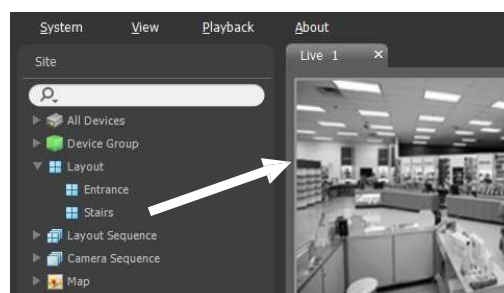 System View Playback About
Site
Live 1 ×
All Devices
Device Group
Layout
Entrance
Stairs
Layout Sequence
Camera Sequence
Map